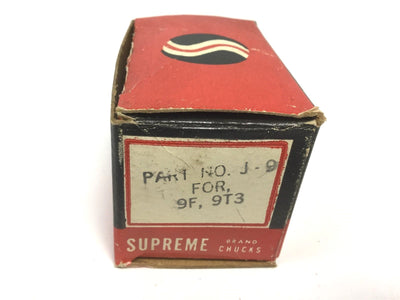 PART NO. J-9
FOR,
9F, 9T3
SUPREME BRAND CHUCKS